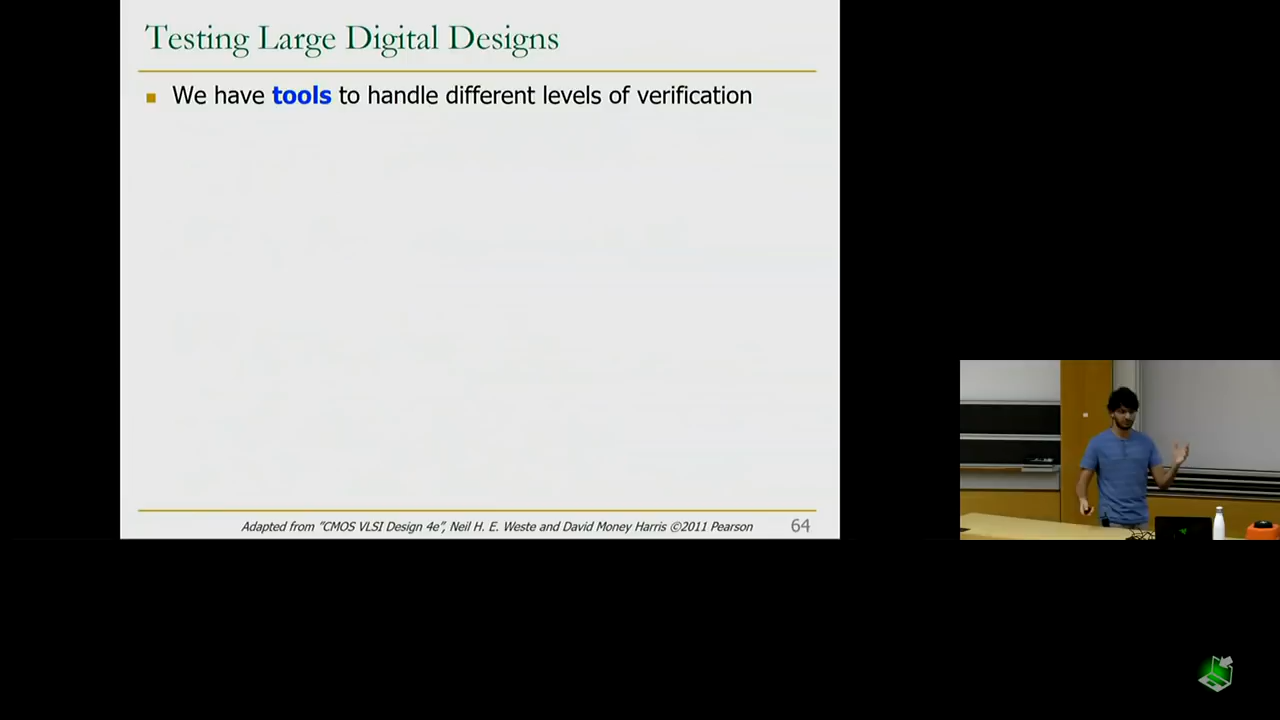 Testing Large Digital Designs
We have tools to handle different levels of verification
Adapted from "CMOS VLSI Design 4e", Neil H. E. Weste and David Money Harris ©2011 Pearson
64